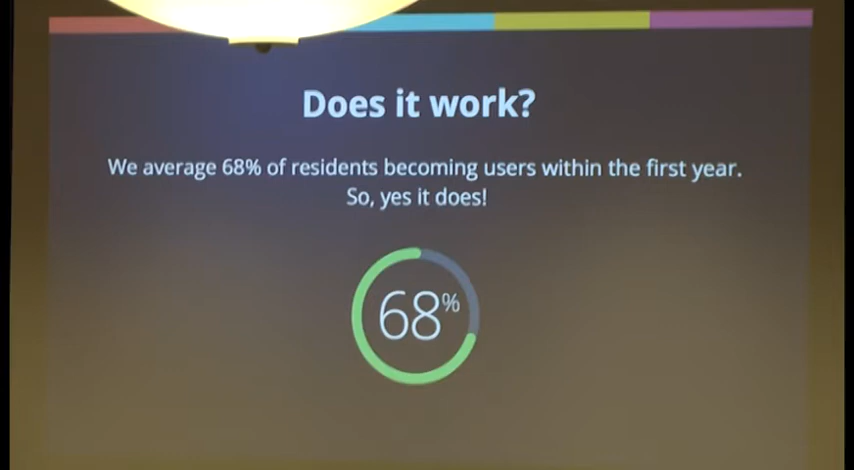 Does it work?
We average 68% of residents becoming users within the first year.
So, yes it does!
68%